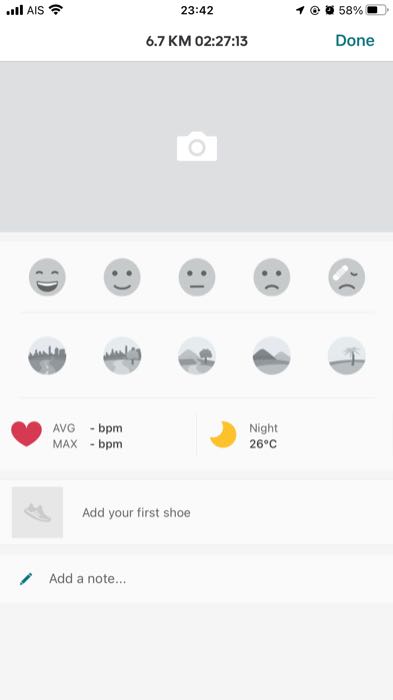 AIS 23:42 58%
6.7 KM 02:27:13 Done
AVG - bpm
MAX - bpm
Night
26°C
Add your first shoe
Add a note...